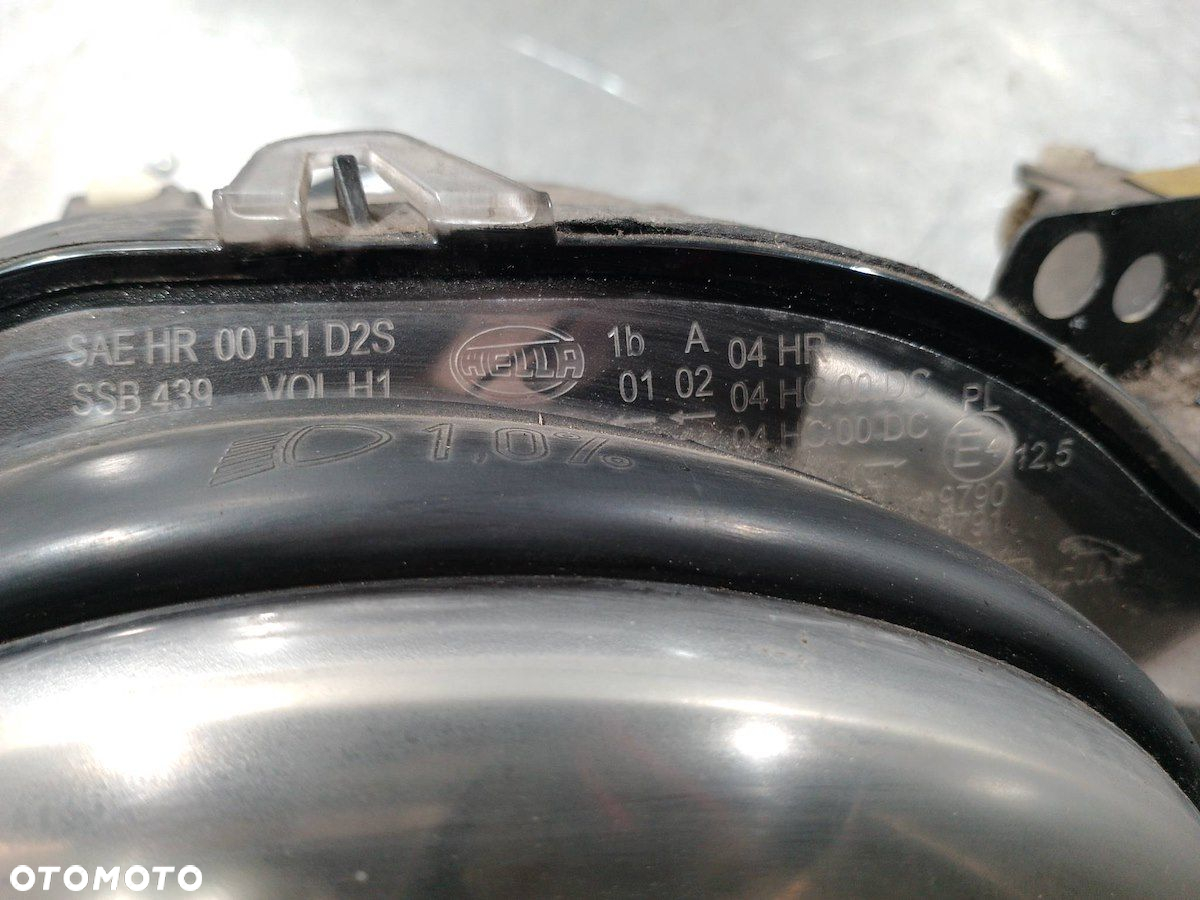 SAE HR 00 H1 D2S
SSB 439 VOL H1
HELLA
1b A
01 02
04 HR
04 HC:00 DC
04 HC:00 DC
PL
E4
12,5
9790
1,0%
OTOMOTO